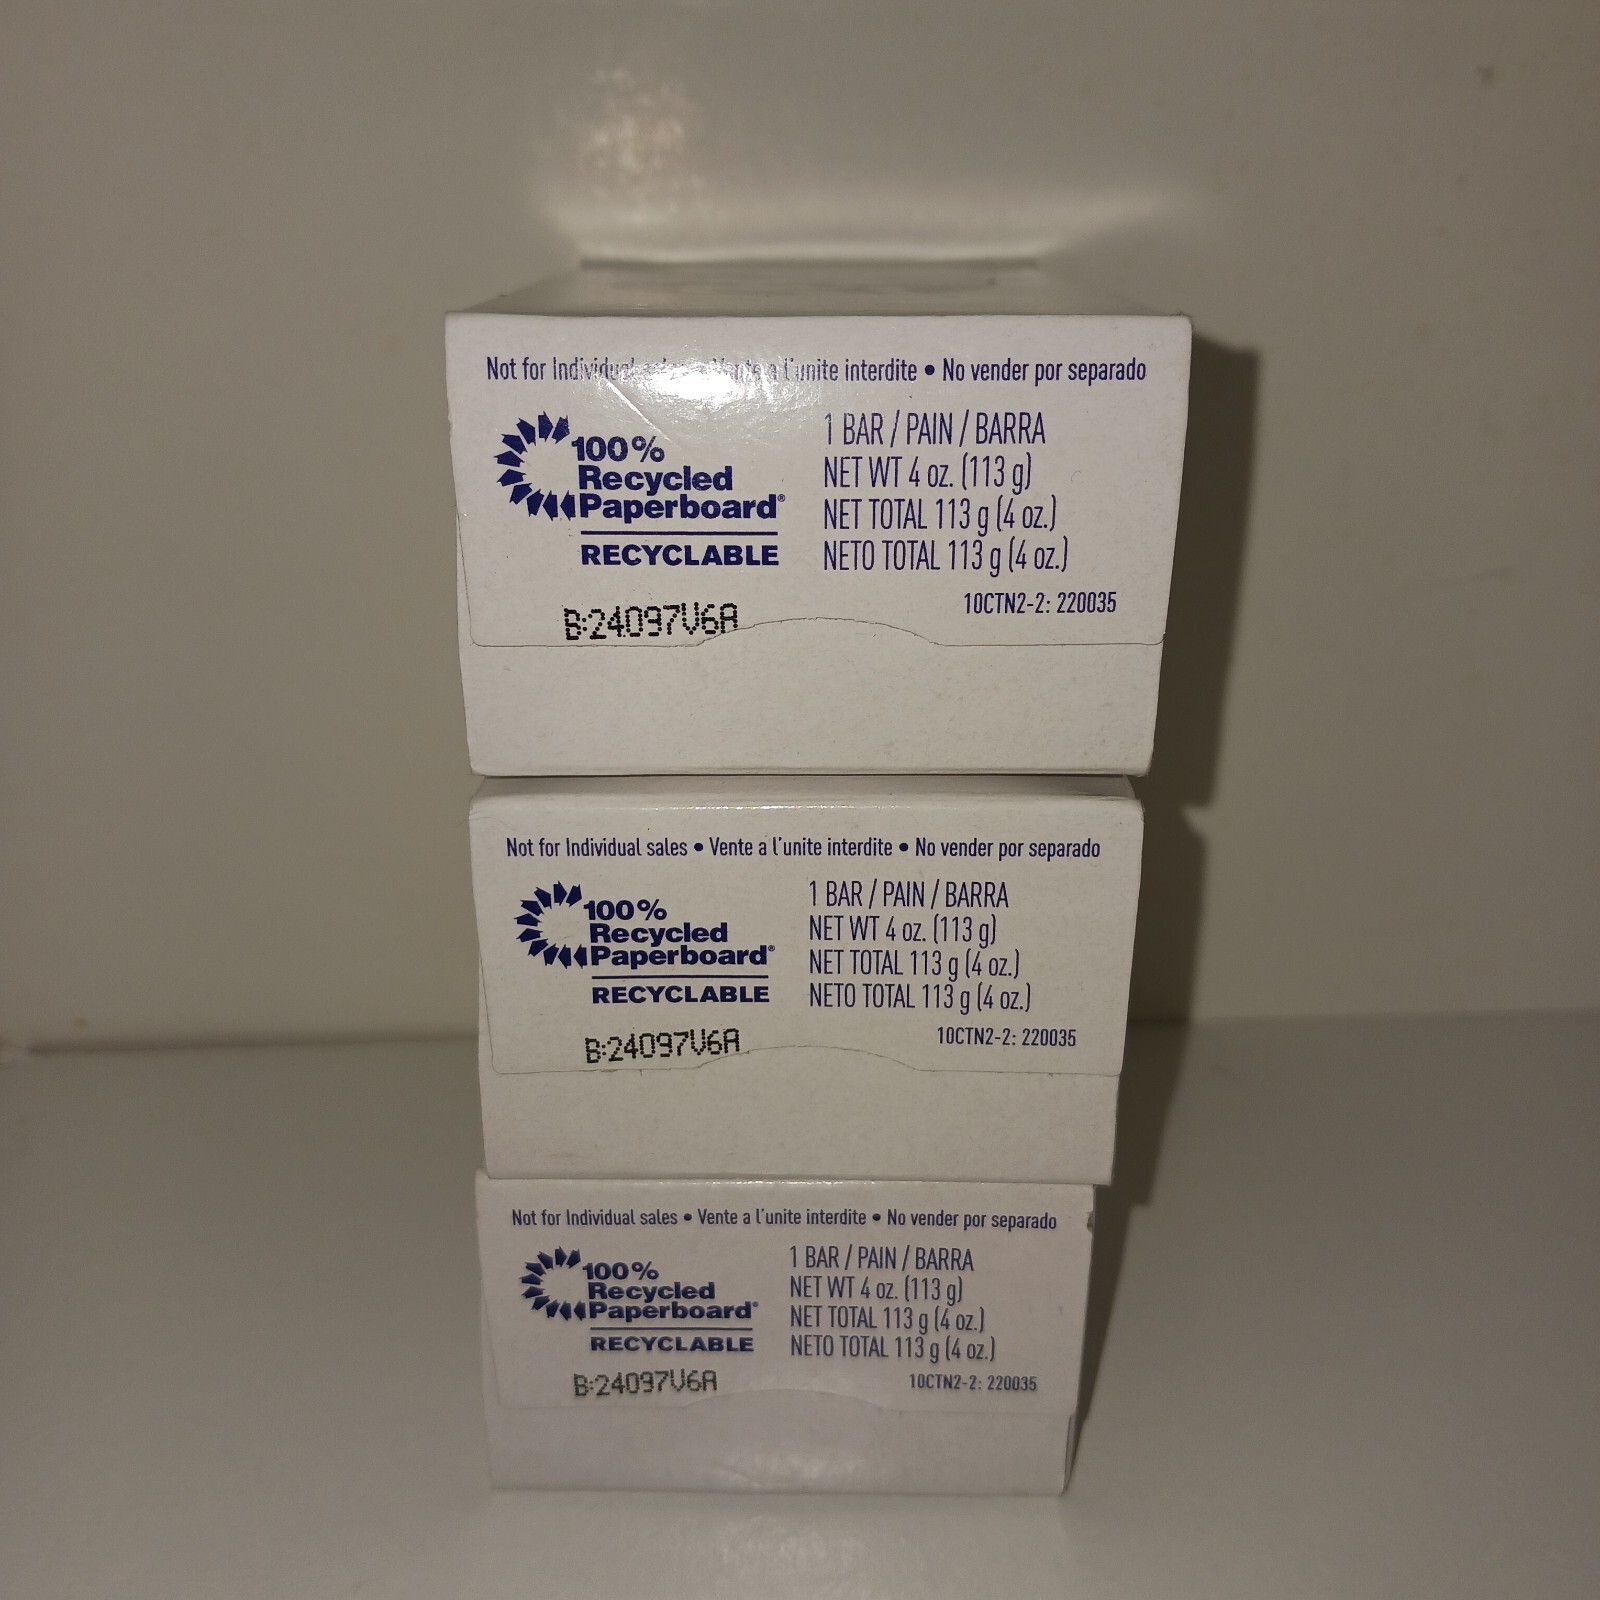 Not for Individual a l'unite interdite • No vender por separado
100%
Recycled
Paperboard®
RECYCLABLE
1 BAR / PAIN / BARRA
NET WT 4 oz. (113 g)
NET TOTAL 113 g (4 oz.)
NETO TOTAL 113 g (4 oz.)
10CTN2-2: 220035
B:24097V6A
Not for Individual sales • Vente a l'unite interdite • No vender por separado
100%
Recycled
Paperboard®
RECYCLABLE
1 BAR / PAIN / BARRA
NET WT 4 oz. (113 g)
NET TOTAL 113 g (4 oz.)
NETO TOTAL 113 g (4 oz.)
10CTN2-2: 220035
B:24097V6A
Not for Individual sales • Vente a l'unite interdite • No vender por separado
100%
Recycled
Paperboard®
RECYCLABLE
1 BAR / PAIN / BARRA
NET WT 4 oz. (113 g)
NET TOTAL 113 g (4 oz.)
NETO TOTAL 113 g (4 oz.)
10CTN2-2: 220035
B:24097V6A